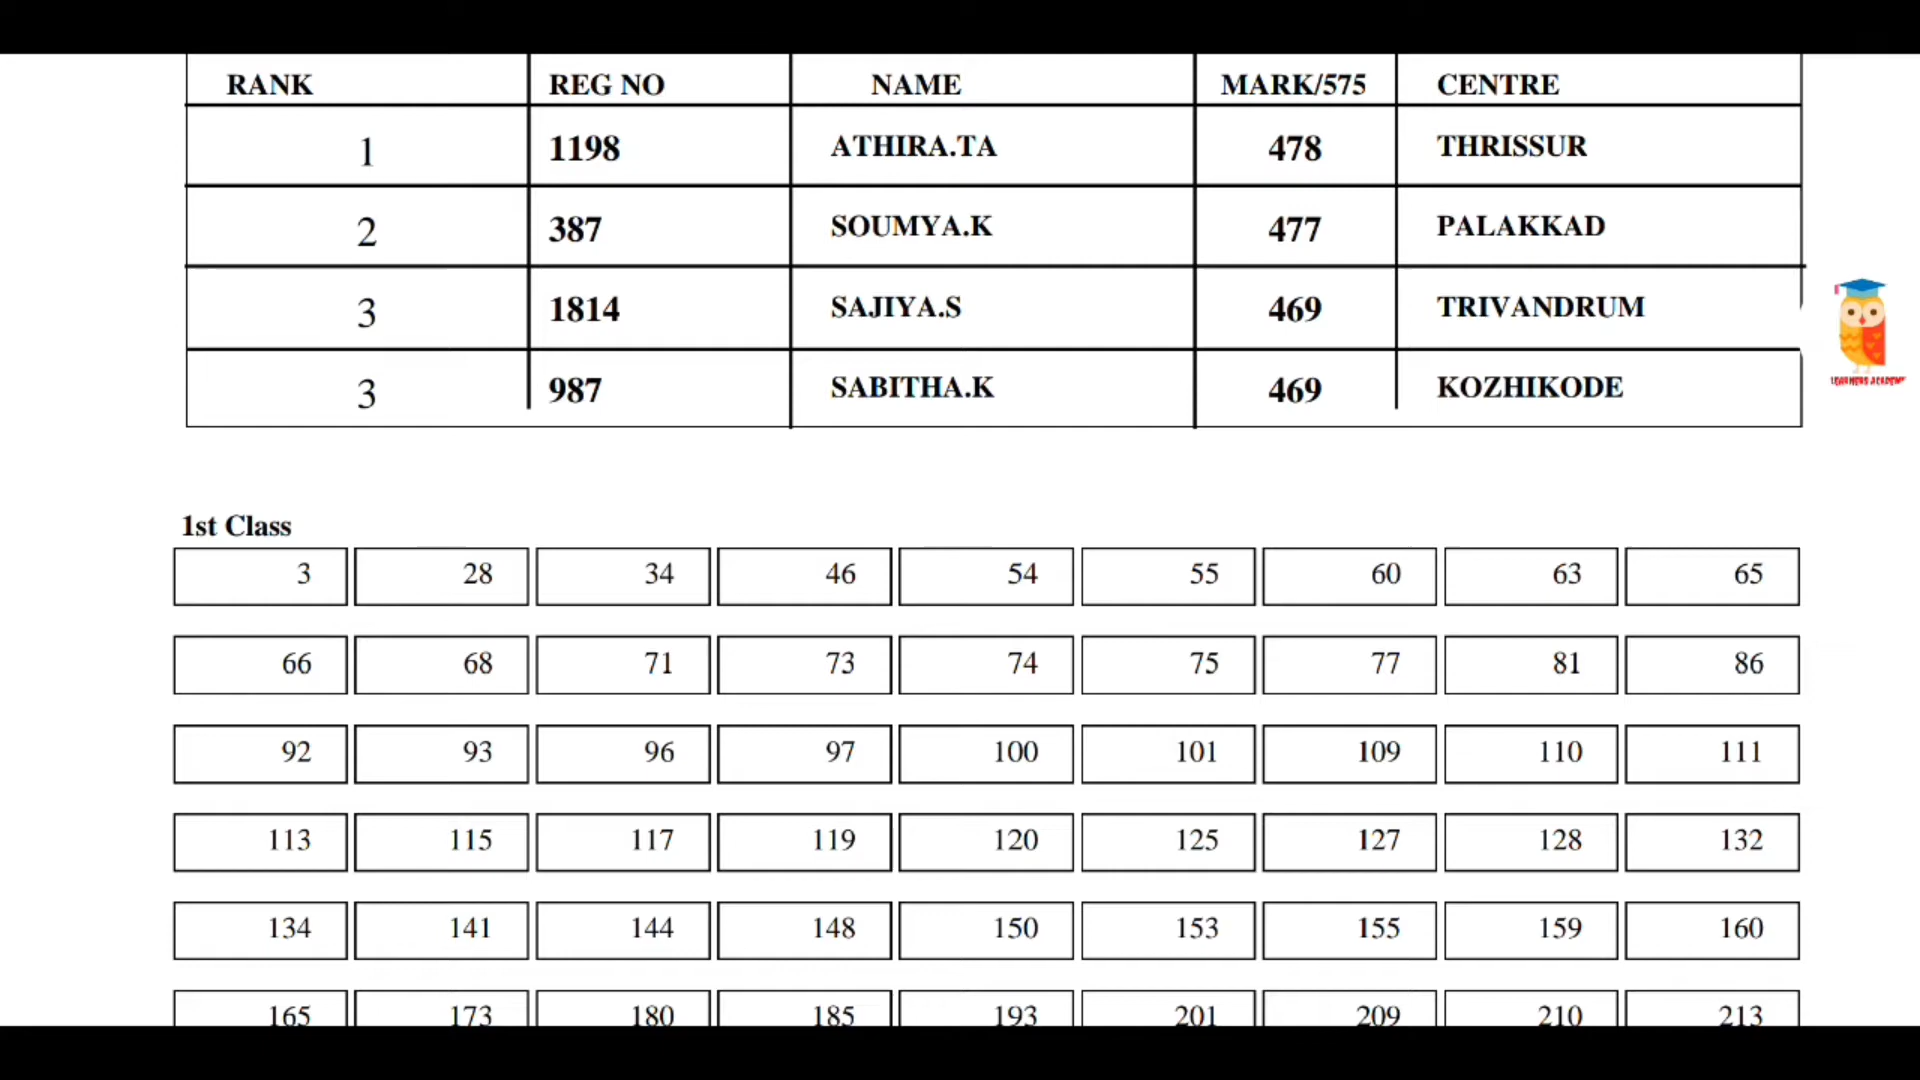 RANK REG NO NAME MARK/575 CENTRE
1 1198 ATHIRA.TA 478 THRISSUR
2 387 SOUMYA.K 477 PALAKKAD
3 1814 SAJIYA.S 469 TRIVANDRUM
3 987 SABITHA.K 469 KOZHIKODE
LEARNERS ACADEMY
1st Class
3 28 34 46 54 55 60 63 65
66 68 71 73 74 75 77 81 86
92 93 96 97 100 101 109 110 111
113 115 117 119 120 125 127 128 132
134 141 144 148 150 153 155 159 160
165 173 180 185 193 201 209 210 213